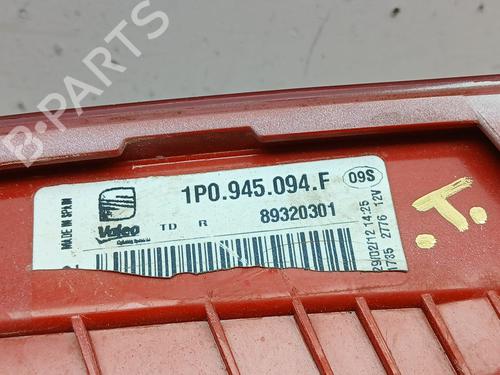 B-PARTS
MADE IN SPAIN
Valeo
1P0.945.094.F
09S
TD R
89320301
29/02/12 14:25
1735 2776 12V
B-PARTS